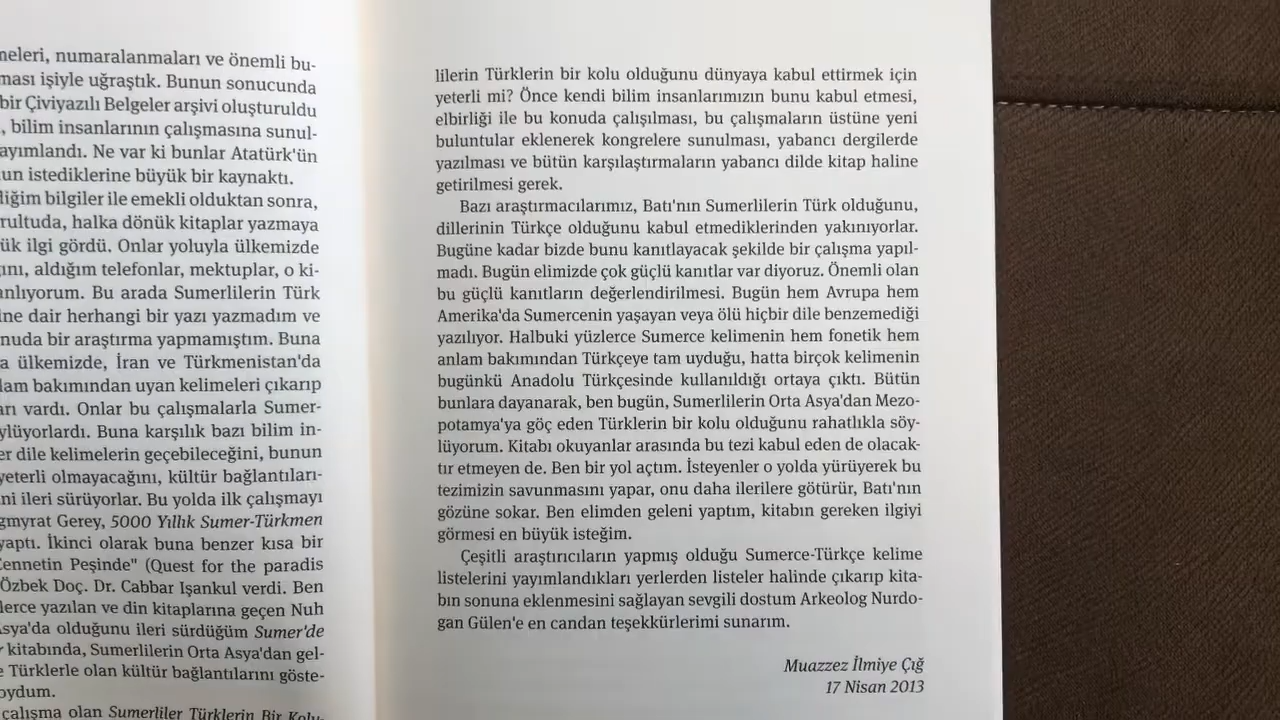 neleri, numaralanmaları ve önemli bu-
ması işiyle uğraştık. Bunun sonucunda
bir Çiviyazılı Belgeler arşivi oluşturuldu
, bilim insanlarının çalışmasına sunul-
ayımlandı. Ne var ki bunlar Atatürk'ün
un istediklerine büyük bir kaynaktı.
diğim bilgiler ile emekli olduktan sonra,
rultuda, halka dönük kitaplar yazmaya
ük ilgi gördü. Onlar yoluyla ülkemizde
ını, aldığım telefonlar, mektuplar, o ki-
anlıyorum. Bu arada Sumerlilerin Türk
ine dair herhangi bir yazı yazmadım ve
nuda bir araştırma yapmamıştım. Buna
a ülkemizde, İran ve Türkmenistan'da
lam bakımından uyan kelimeleri çıkarıp
arı vardı. Onlar bu çalışmalarla Sumer-
ylüyorlardı. Buna karşılık bazı bilim in-
er dile kelimelerin geçebileceğini, bunun
yeterli olmayacağını, kültür bağlantıları-
ni ileri sürüyorlar. Bu yolda ilk çalışmayı
gmyrat Gerey, 5000 Yıllık Sumer-Türkmen
yaptı. İkinci olarak buna benzer kısa bir
Cennetin Peşinde" (Quest for the paradis
Özbek Doç. Dr. Cabbar Işankul verdi. Ben
lerce yazılan ve din kitaplarına geçen Nuh
Asya'da olduğunu ileri sürdüğüm Sumer'de
r kitabında, Sumerlilerin Orta Asya'dan gel-
e Türklerle olan kültür bağlantılarını göste-
oydum.
çalışma olan Sumerliler Türklerin Bir Kolu-
lilerin Türklerin bir kolu olduğunu dünyaya kabul ettirmek için
yeterli mi? Önce kendi bilim insanlarımızın bunu kabul etmesi,
elbirliği ile bu konuda çalışılması, bu çalışmaların üstüne yeni
buluntular eklenerek kongrelere sunulması, yabancı dergilerde
yazılması ve bütün karşılaştırmaların yabancı dilde kitap haline
getirilmesi gerek.
Bazı araştırmacılarımız, Batı'nın Sumerlilerin Türk olduğunu,
dillerinin Türkçe olduğunu kabul etmediklerinden yakınıyorlar.
Bugüne kadar bizde bunu kanıtlayacak şekilde bir çalışma yapıl-
madı. Bugün elimizde çok güçlü kanıtlar var diyoruz. Önemli olan
bu güçlü kanıtların değerlendirilmesi. Bugün hem Avrupa hem
Amerika'da Sumercenin yaşayan veya ölü hiçbir dile benzemediği
yazılıyor. Halbuki yüzlerce Sumerce kelimenin hem fonetik hem
anlam bakımından Türkçeye tam uyduğu, hatta birçok kelimenin
bugünkü Anadolu Türkçesinde kullanıldığı ortaya çıktı. Bütün
bunlara dayanarak, ben bugün, Sumerlilerin Orta Asya'dan Mezo-
potamya'ya göç eden Türklerin bir kolu olduğunu rahatlıkla söy-
lüyorum. Kitabı okuyanlar arasında bu tezi kabul eden de olacak-
tır etmeyen de. Ben bir yol açtım. İsteyenler o yolda yürüyerek bu
tezimizin savunmasını yapar, onu daha ilerilere götürür, Batı'nın
gözüne sokar. Ben elimden geleni yaptım, kitabın gereken ilgiyi
görmesi en büyük isteğim.
Çeşitli araştırıcıların yapmış olduğu Sumerce-Türkçe kelime
listelerini yayımlandıkları yerlerden listeler halinde çıkarıp kita-
bın sonuna eklenmesini sağlayan sevgili dostum Arkeolog Nurdo-
gan Gülen'e en candan teşekkürlerimi sunarım.
Muazzez İlmiye Çığ
17 Nisan 2013